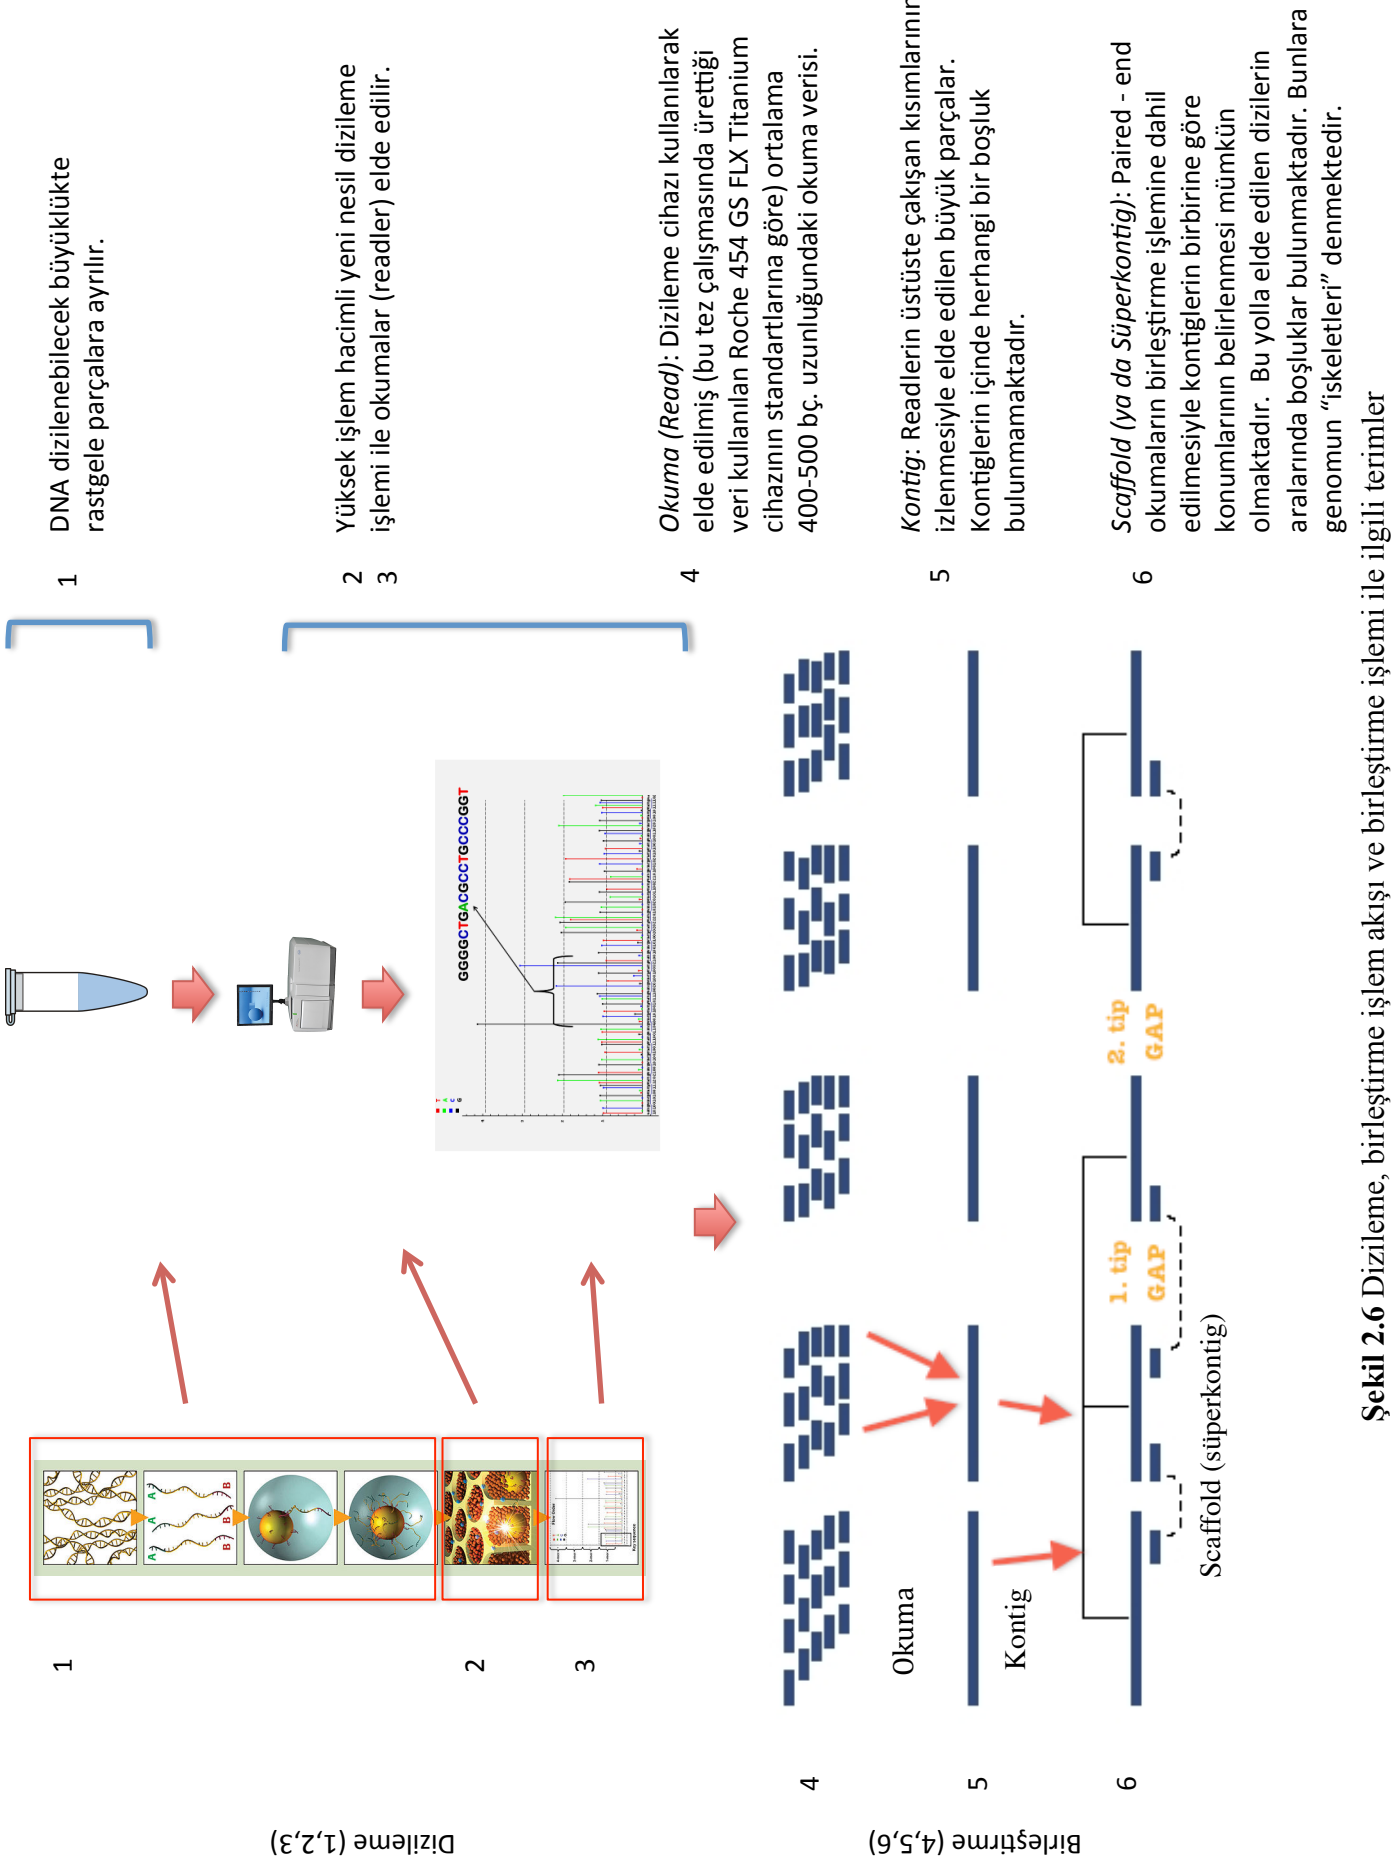 Dizileme (1,2,3)
1
2
3
1
DNA dizilenebilecek büyüklükte
rastgele parçalara ayrılır.
2
3
Yüksek işlem hacimli yeni nesil dizileme
işlemi ile okumalar (readler) elde edilir.
A A A
B B B
T
A
C
G
GGGGCTGACGCCTGCCCGGT
Birleştirme (4,5,6)
4
Okuma
5
Kontig
6
1. tip
GAP
2. tip
GAP
Scaffold (süperkontig)
4
Okuma (Read): Dizileme cihazı kullanılarak
elde edilmiş (bu tez çalışmasında ürettiği
veri kullanılan Roche 454 GS FLX Titanium
cihazının standartlarına göre) ortalama
400-500 bç. uzunluğundaki okuma verisi.
5
Kontig: Readlerin üstüste çakışan kısımlarının
izlenmesiyle elde edilen büyük parçalar.
Kontiglerin içinde herhangi bir boşluk
bulunmamaktadır.
6
Scaffold (ya da Süperkontig): Paired - end
okumaların birleştirme işlemine dahil
edilmesiyle kontiglerin birbirine göre
konumlarının belirlenmesi mümkün
olmaktadır. Bu yolla elde edilen dizilerin
aralarında boşluklar bulunmaktadır. Bunlara
genomun “iskeletleri” denmektedir.
Şekil 2.6 Dizileme, birleştirme işlem akışı ve birleştirme işlemi ile ilgili terimler